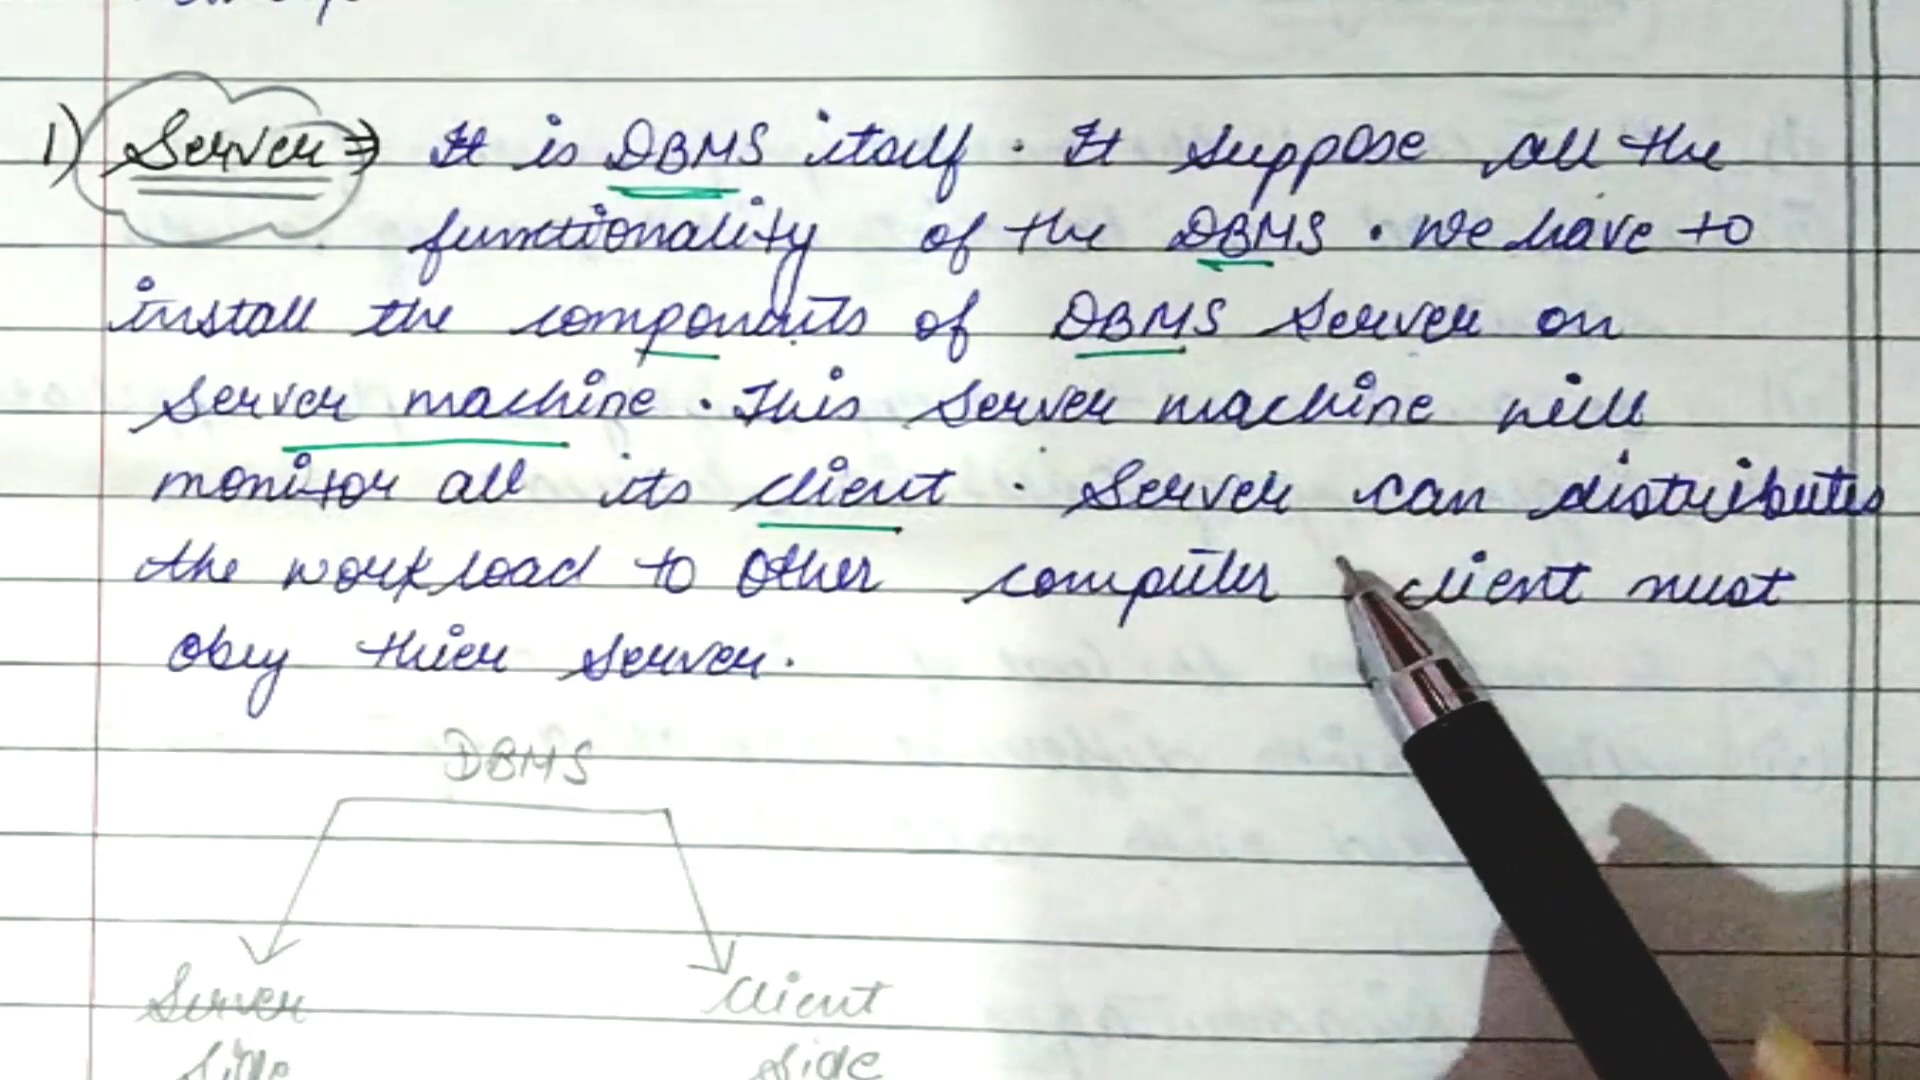 1) Server ⇒ It is DBMS itself. It suppose all the
functionality of the DBMS. We have to
install the components of DBMS Server on
server machine. This server machine will
monitor all its client. Server can distributes
the workload to other computer client must
obey thier server.
DBMS
Server Client
Side Side